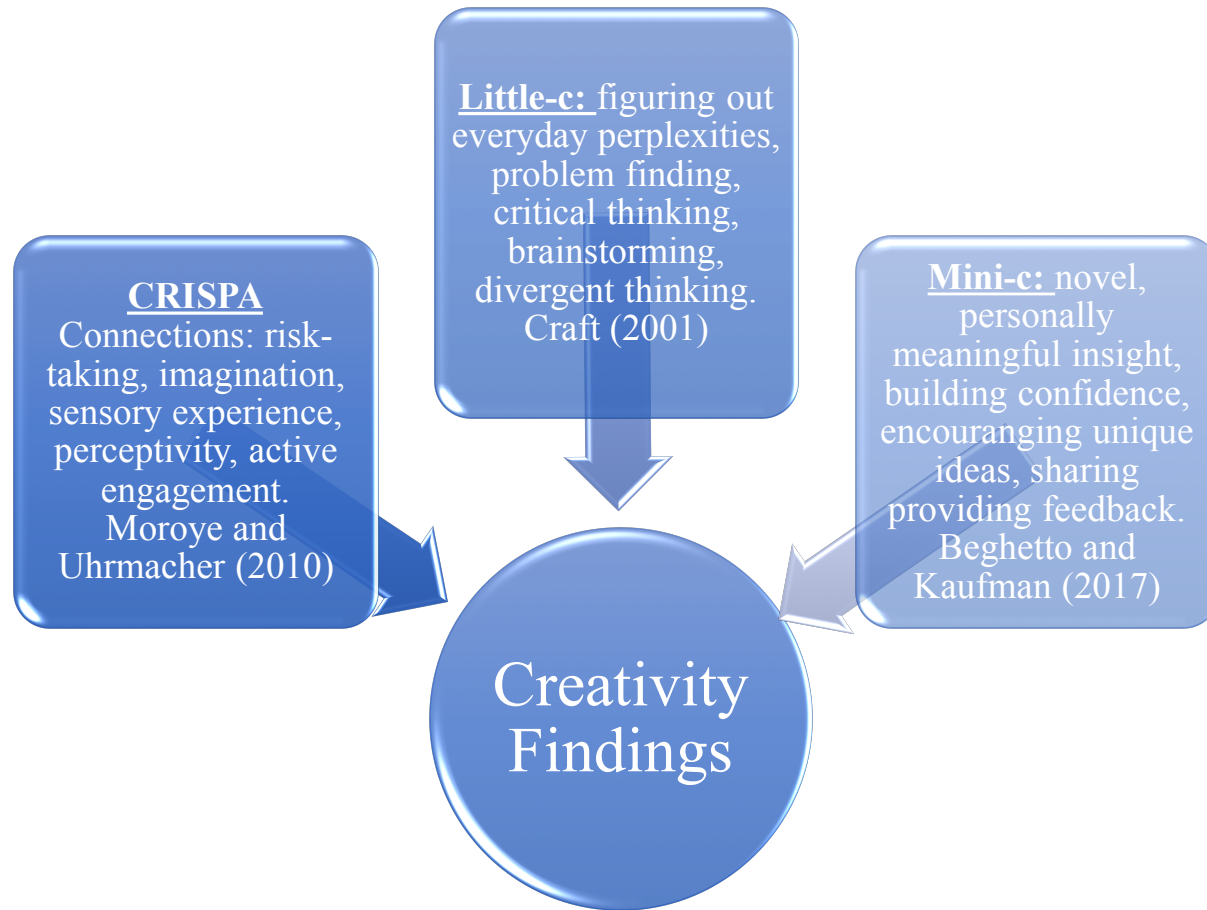 CRISPA
Connections: risk-
taking, imagination,
sensory experience,
perceptivity, active
engagement.
Moroye and
Uhrmacher (2010)
Little-c: figuring out
everyday perplexities,
problem finding,
critical thinking,
brainstorming,
divergent thinking.
Craft (2001)
Mini-c: novel,
personally
meaningful insight,
building confidence,
encouranging unique
ideas, sharing
providing feedback.
Beghetto and
Kaufman (2017)
Creativity
Findings